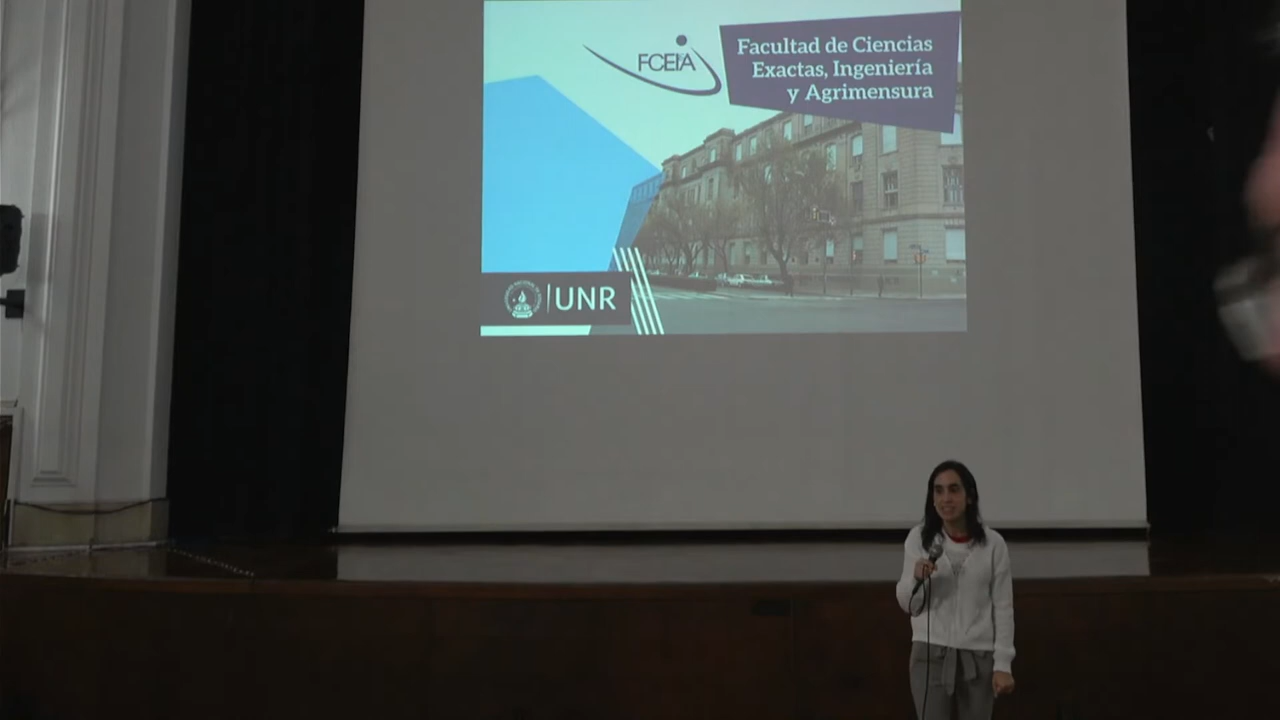 FCEIA
Facultad de Ciencias
Exactas, Ingeniería
y Agrimensura
UNR